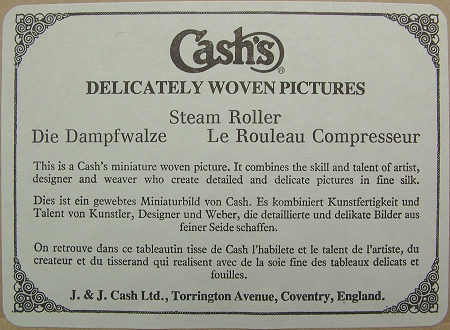 Cash's®
DELICATELY WOVEN PICTURES
Steam Roller
Die Dampfwalze Le Rouleau Compresseur
This is a Cash's miniature woven picture. It combines the skill and talent of artist,
designer and weaver who create detailed and delicate pictures in fine silk.
Dies ist ein gewebtes Miniaturbild von Cash. Es kombiniert Kunstfertigkeit und
Talent von Kunstler, Designer und Weber, die detaillierte und delikate Bilder aus
feiner Seide schaffen.
On retrouve dans ce tableautin tisse de Cash l'habilete et le talent de l'artiste, du
createur et du tisserand qui realisent avec de la soie fine des tableaux delicats et
fouilles.
J. & J. Cash Ltd., Torrington Avenue, Coventry, England.